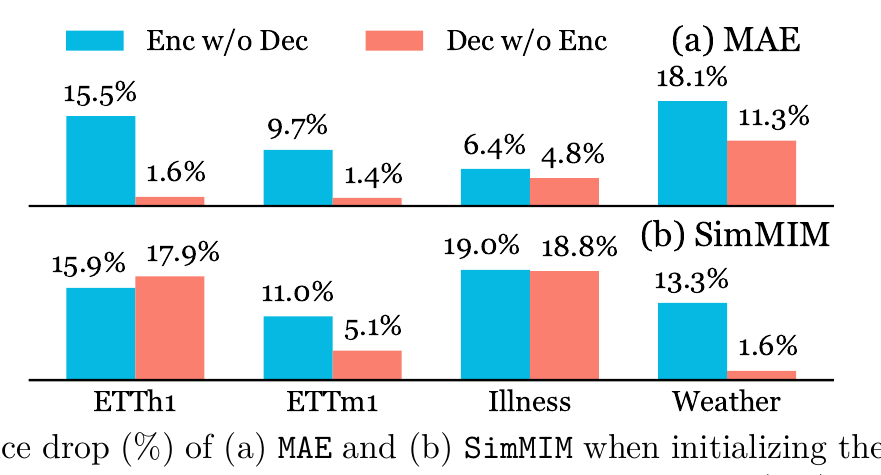 Enc w/o Dec Dec w/o Enc (a) MAE
15.5% 1.6% 9.7% 1.4% 6.4% 4.8% 18.1% 11.3%
(b) SimMIM
15.9% 17.9% 11.0% 5.1% 19.0% 18.8% 13.3% 1.6%
ETTh1 ETTm1 Illness Weather
ce drop (%) of (a) MAE and (b) SimMIM when initializing the